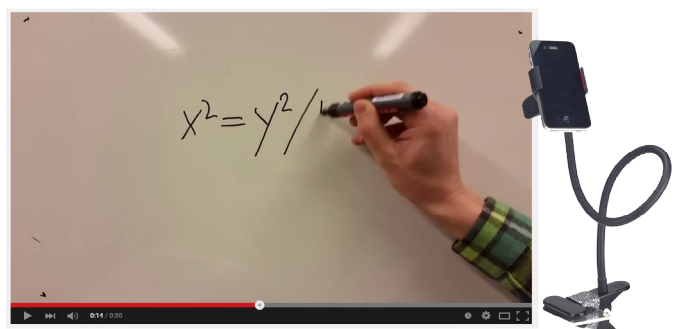 x² = y² /
0:14 / 0:30